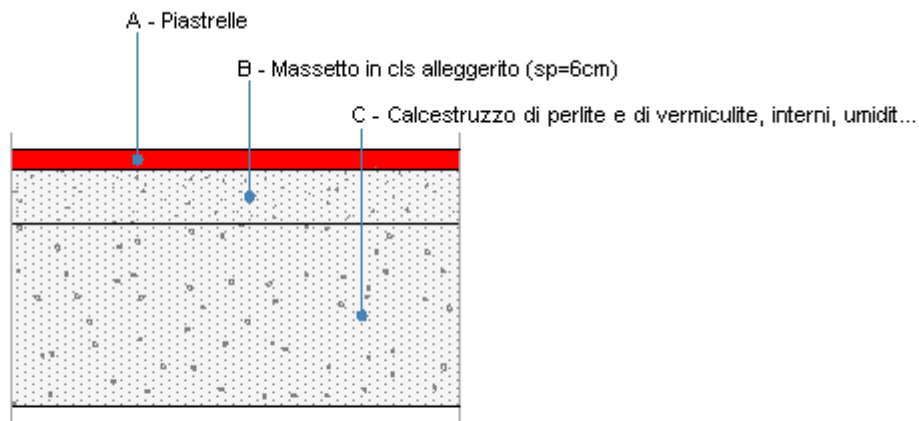 A - Piastrelle
B - Massetto in cls alleggerito (sp=6cm)
C - Calcestruzzo di perlite e di vermiculite, interni, umidit...